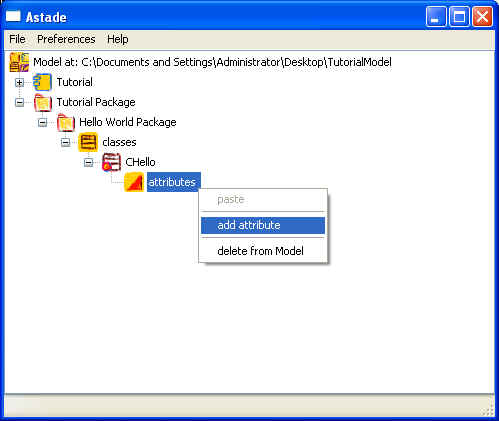 Astade
File Preferences Help
Model at: C:\Documents and Settings\Administrator\Desktop\TutorialModel
Tutorial
Tutorial Package
Hello World Package
classes
CHello
attributes
paste
add attribute
delete from Model